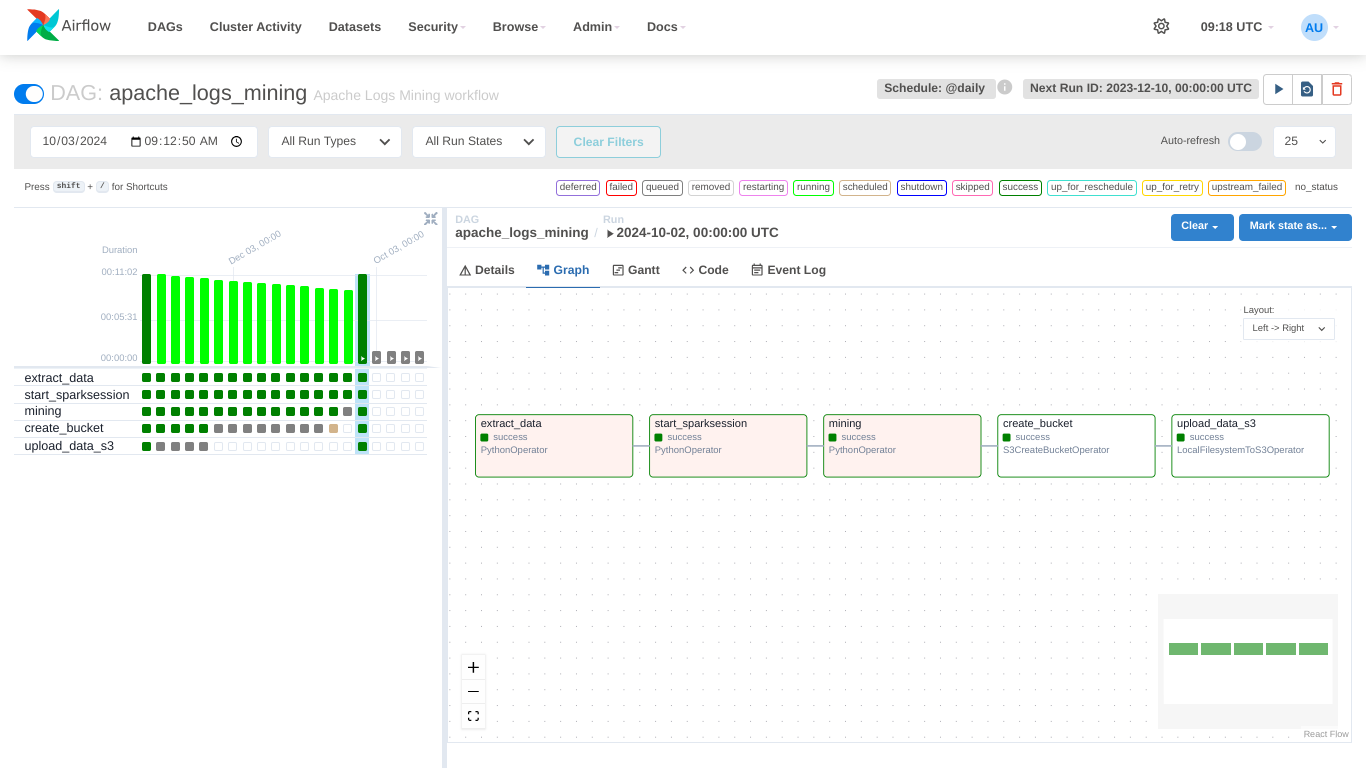 Airflow DAGs Cluster Activity Datasets Security Browse Admin Docs 09:18 UTC AU
DAG: apache_logs_mining Apache Logs Mining workflow Schedule: @daily i Next Run ID: 2023-12-10, 00:00:00 UTC
10/03/2024 09:12:50 AM All Run Types All Run States Clear Filters Auto-refresh 25
Press shift + / for Shortcuts deferred failed queued removed restarting running scheduled shutdown skipped success up_for_reschedule up_for_retry upstream_failed no_status
DAG Run
apache_logs_mining / 2024-10-02, 00:00:00 UTC Clear Mark state as...
Dec 03, 00:00 Oct 03, 00:00
Duration
00:11:02
00:05:31
00:00:00
extract_data
start_sparksession
mining
create_bucket
upload_data_s3
Details Graph Gantt Code Event Log
Layout:
Left -> Right
extract_data
success
PythonOperator
start_sparksession
success
PythonOperator
mining
success
PythonOperator
create_bucket
success
S3CreateBucketOperator
upload_data_s3
success
LocalFilesystemToS3Operator
React Flow